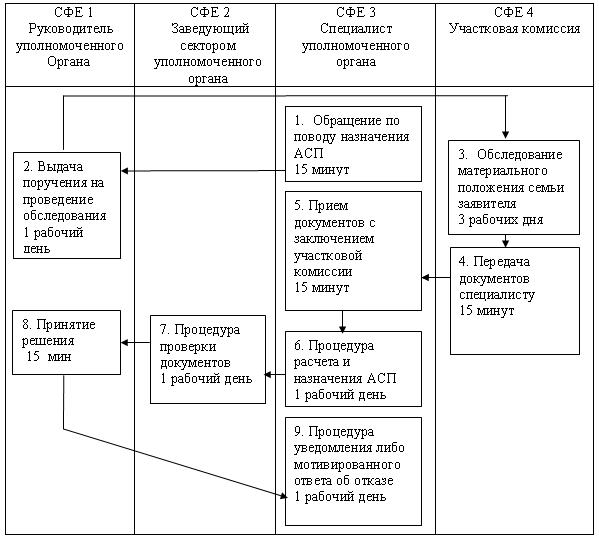 СФЕ 1
Руководитель
уполномоченного
Органа
СФЕ 2
Заведующий
сектором
уполномоченного
органа
СФЕ 3
Специалист
уполномоченного
органа
СФЕ 4
Участковая комиссия
1. Обращение по
поводу назначения
АСП
15 минут
2. Выдача
поручения на
проведение
обследования
1 рабочий
день
3. Обследование
материального
положения семьи
заявителя
3 рабочих дня
4. Передача
документов
специалисту
15 минут
5. Прием
документов с
заключением
участковой
комиссии
15 минут
6. Процедура
расчета и
назначения АСП
1 рабочий день
7. Процедура
проверки
документов
1 рабочий день
8. Принятие
решения
15 мин
9. Процедура
уведомления либо
мотивированного
ответа об отказе
1 рабочий день